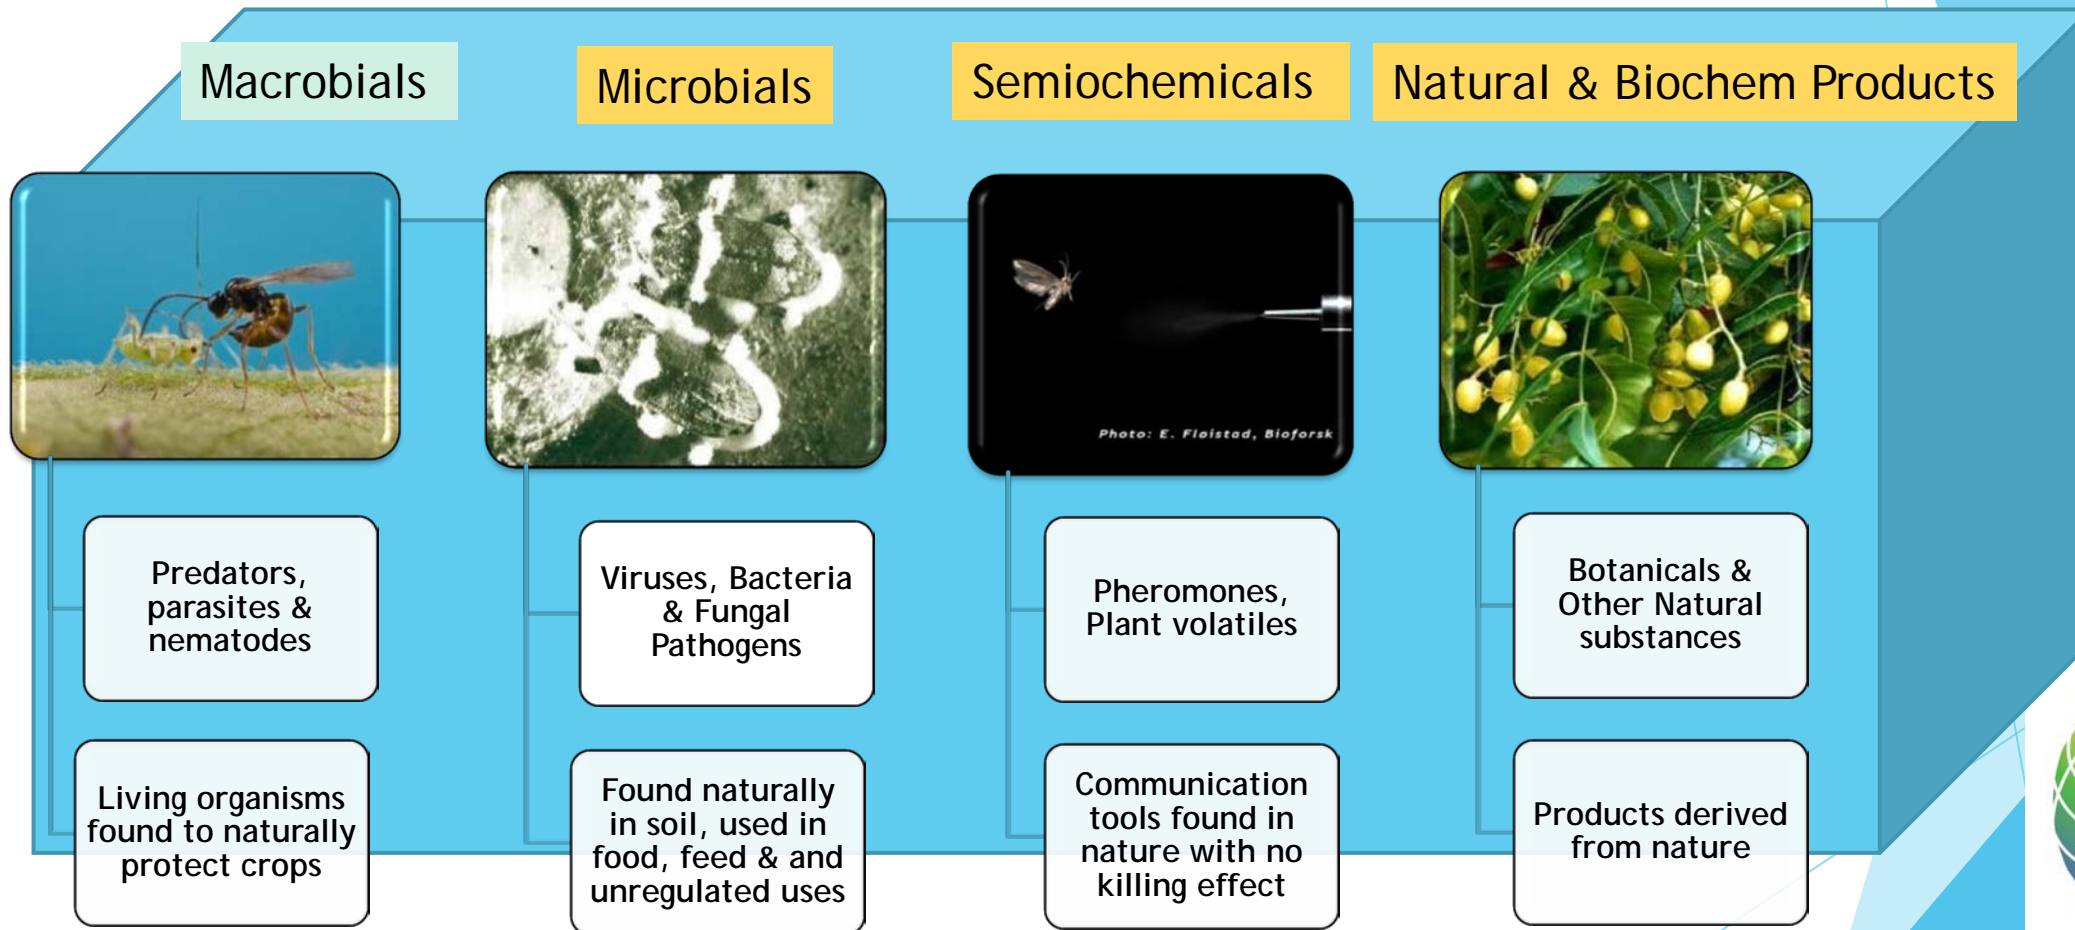 Macrobials
Microbials
Semiochemicals
Natural & Biochem Products
Photo: E. Fløistad, Bioforsk
Predators,
parasites &
nematodes
Viruses, Bacteria
& Fungal
Pathogens
Pheromones,
Plant volatiles
Botanicals &
Other Natural
substances
Living organisms
found to naturally
protect crops
Found naturally
in soil, used in
food, feed & and
unregulated uses
Communication
tools found in
nature with no
killing effect
Products derived
from nature